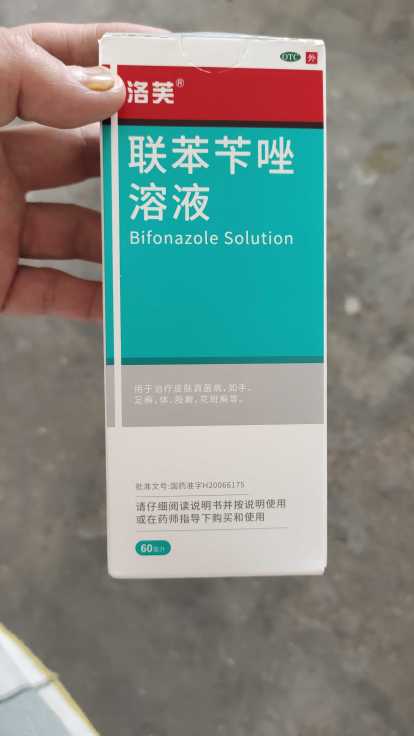 OTC 外
洛芙®
联苯苄唑
溶液
Bifonazole Solution
用于治疗皮肤真菌病，如手、
足癣，体、股癣，花斑癣等。
批准文号:国药准字H20066175
请仔细阅读说明书并按说明使用
或在药师指导下购买和使用
60毫升